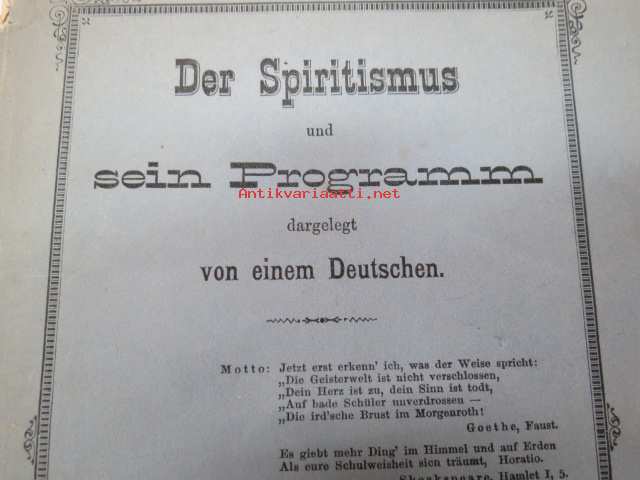 Der Spiritismus
und
sein Programm
Antikvariaatti.net
dargelegt
von einem Deutschen.
Motto: Jetzt erst erkenn' ich, was der Weise spricht:
„Die Geisterwelt ist nicht verschlossen,
„Dein Herz ist zu, dein Sinn ist todt,
„Auf bade Schüler unverdrossen —
„Die ird'sche Brust im Morgenroth!
Goethe, Faust.
Es giebt mehr Ding' im Himmel und auf Erden
Als eure Schulweisheit sich träumt, Horatio.
Shakespeare, Hamlet I, 5.